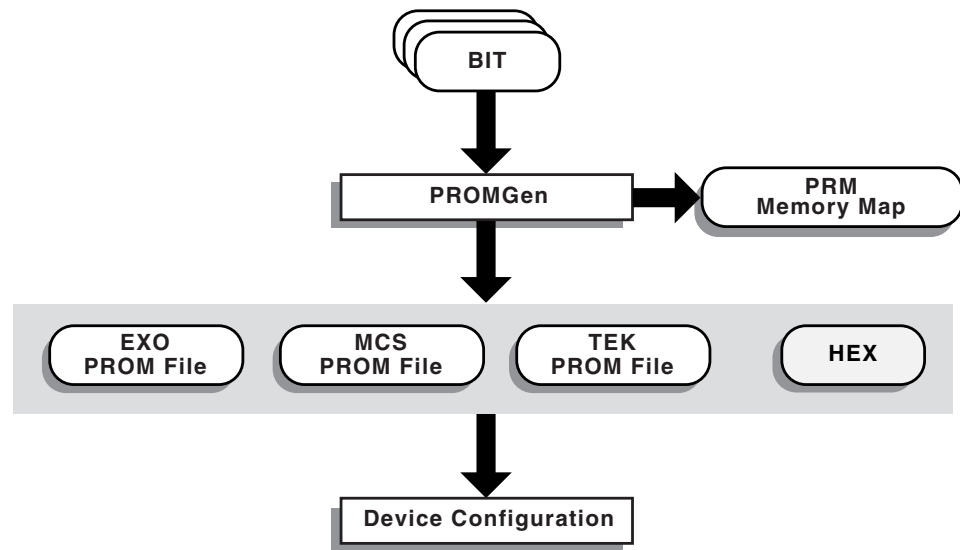 BIT
PROMGen
PRM
Memory Map
EXO
PROM File
MCS
PROM File
TEK
PROM File
HEX
Device Configuration